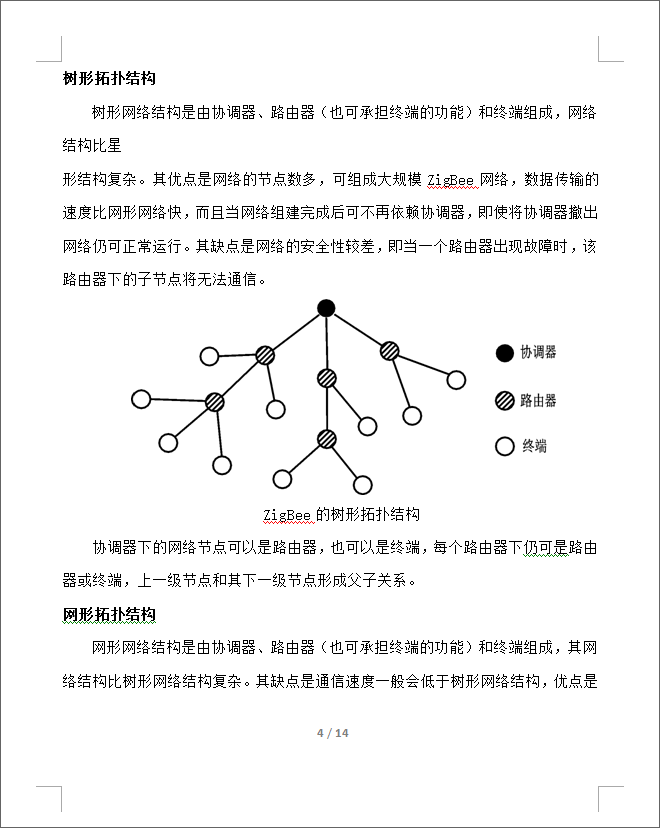 树形拓扑结构
树形网络结构是由协调器、路由器（也可承担终端的功能）和终端组成，网络
结构比星
形结构复杂。其优点是网络的节点数多，可组成大规模 ZigBee 网络，数据传输的
速度比网形网络快，而且当网络组建完成后可不再依赖协调器，即使将协调器撤出
网络仍可正常运行。其缺点是网络的安全性较差，即当一个路由器出现故障时，该
路由器下的子节点将无法通信。
协调器
路由器
终端
ZigBee 的树形拓扑结构
协调器下的网络节点可以是路由器，也可以是终端，每个路由器下仍可是路由
器或终端，上一级节点和其下一级节点形成父子关系。
网形拓扑结构
网形网络结构是由协调器、路由器（也可承担终端的功能）和终端组成，其网
络结构比树形网络结构复杂。其缺点是通信速度一般会低于树形网络结构，优点是
4 / 14